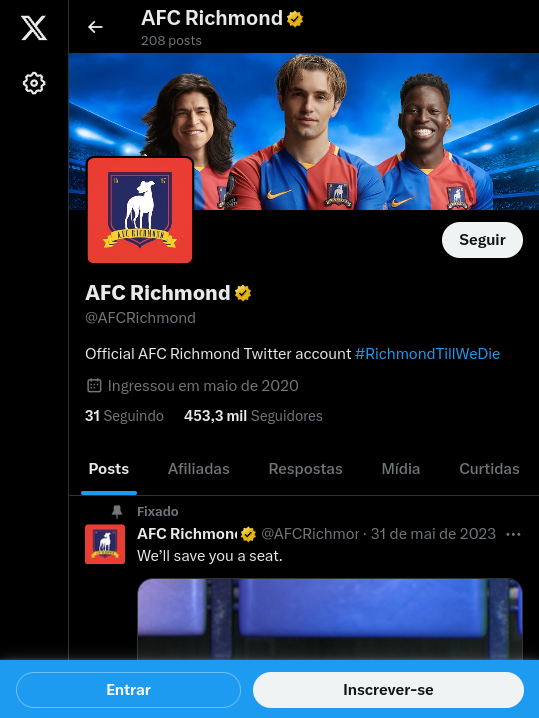 AFC Richmond
208 posts
AFC RICHMOND
Seguir
AFC Richmond
@AFCRichmond
Official AFC Richmond Twitter account #RichmondTillWeDie
Ingressou em maio de 2020
31 Seguindo 453,3 mil Seguidores
Posts Afiliadas Respostas Mídia Curtidas
Fixado
AFC Richmon @AFCRichmor · 31 de mai de 2023
We'll save you a seat.
Entrar Inscrever-se